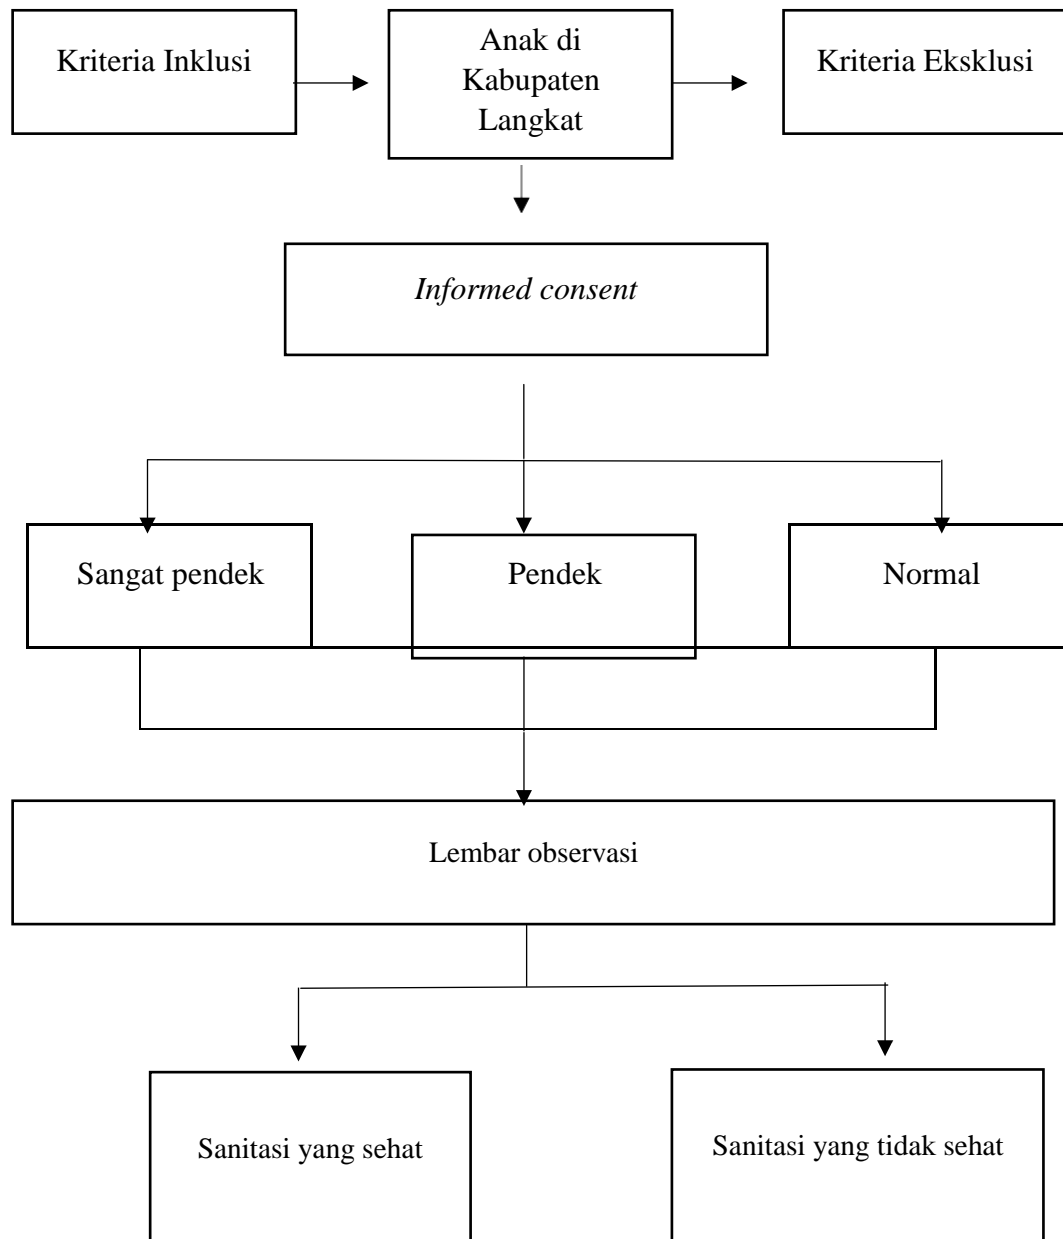 Kriteria Inklusi
Anak di
Kabupaten
Langkat
Kriteria Eksklusi
Informed consent
Sangat pendek
Pendek
Normal
Lembar observasi
Sanitasi yang sehat
Sanitasi yang tidak sehat